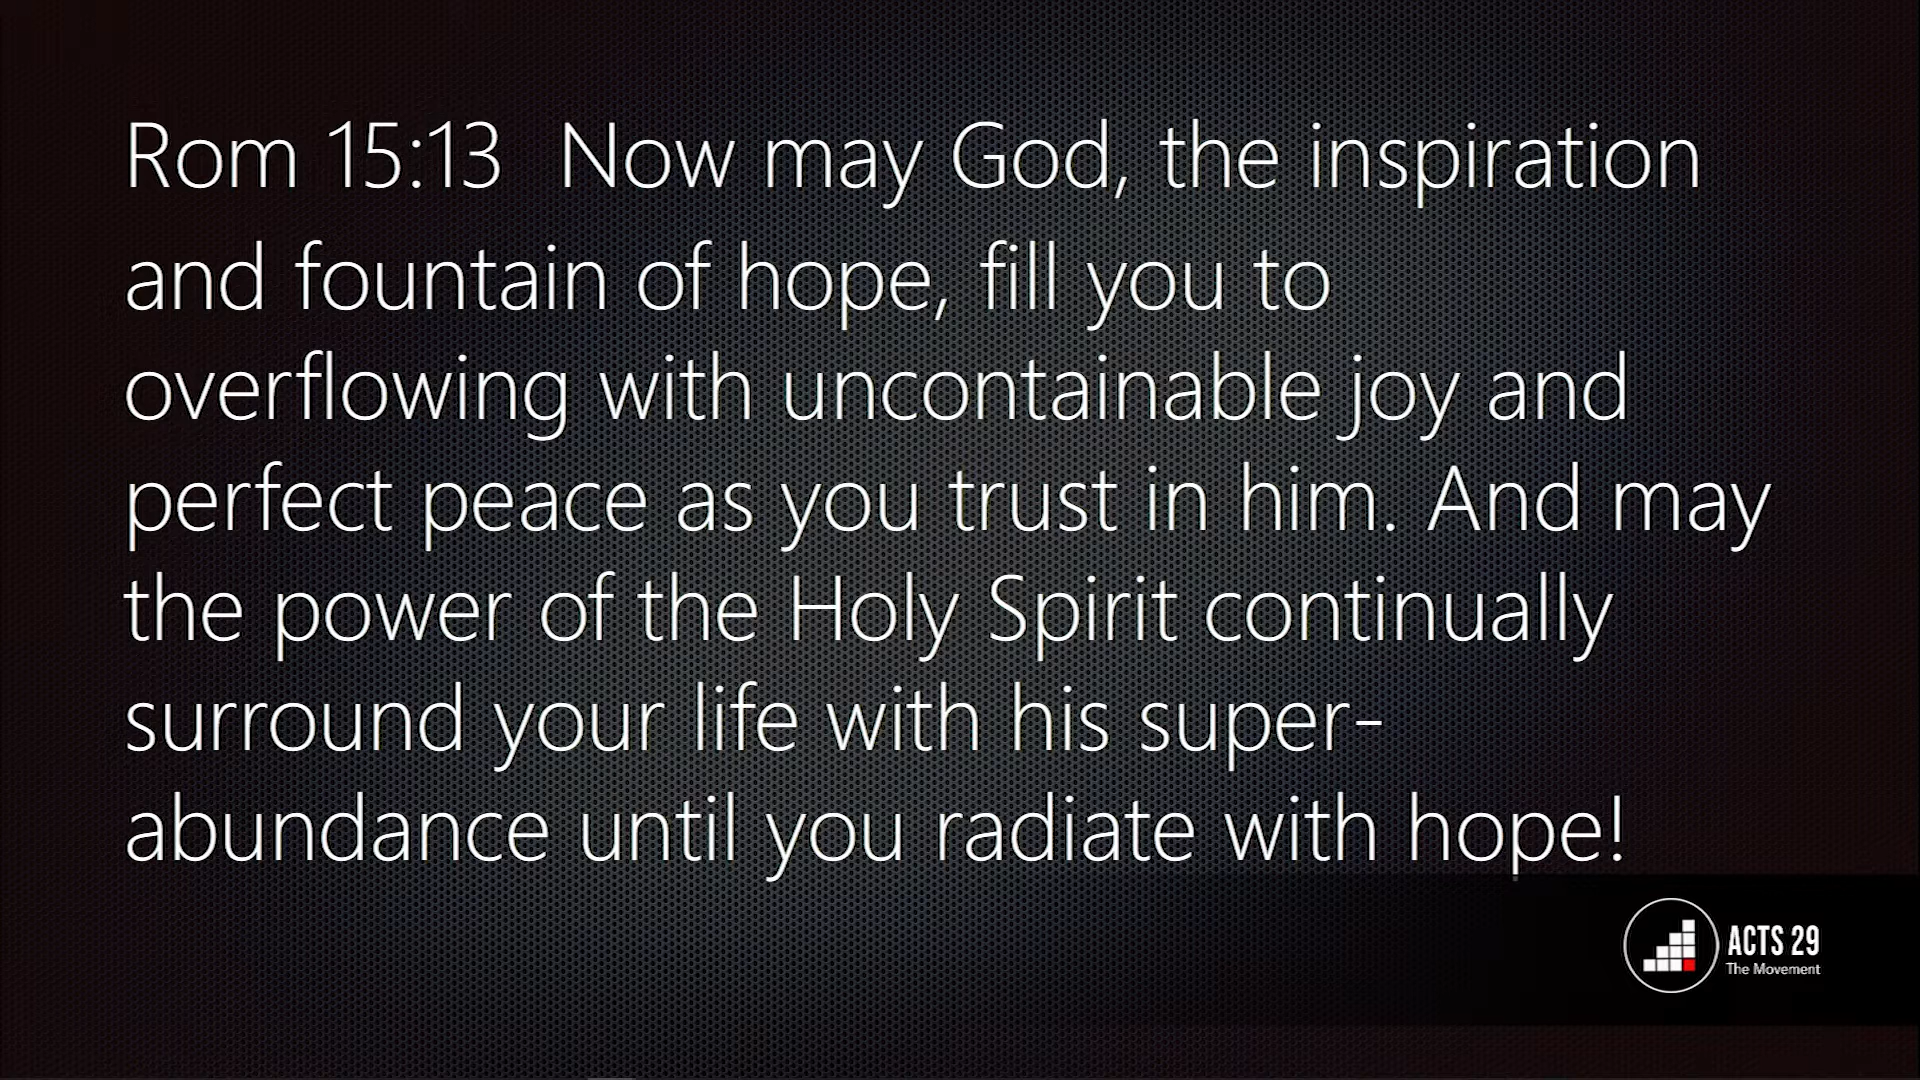 Rom 15:13  Now may God, the inspiration
and fountain of hope, fill you to
overflowing with uncontainable joy and
perfect peace as you trust in him. And may
the power of the Holy Spirit continually
surround your life with his super-
abundance until you radiate with hope!
ACTS 29
The Movement